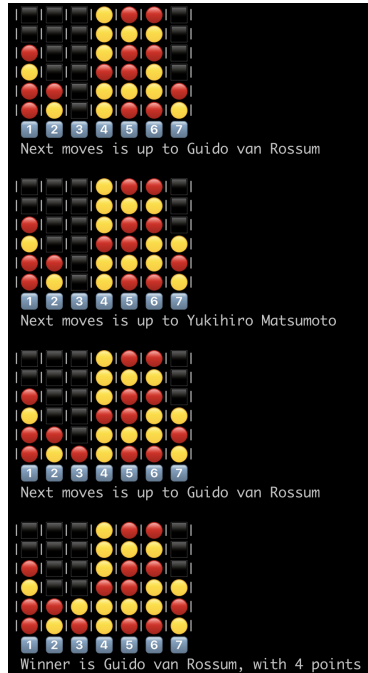 1 2 3 4 5 6 7
Next moves is up to Guido van Rossum
1 2 3 4 5 6 7
Next moves is up to Yukihiro Matsumoto
1 2 3 4 5 6 7
Next moves is up to Guido van Rossum
1 2 3 4 5 6 7
Winner is Guido van Rossum, with 4 points